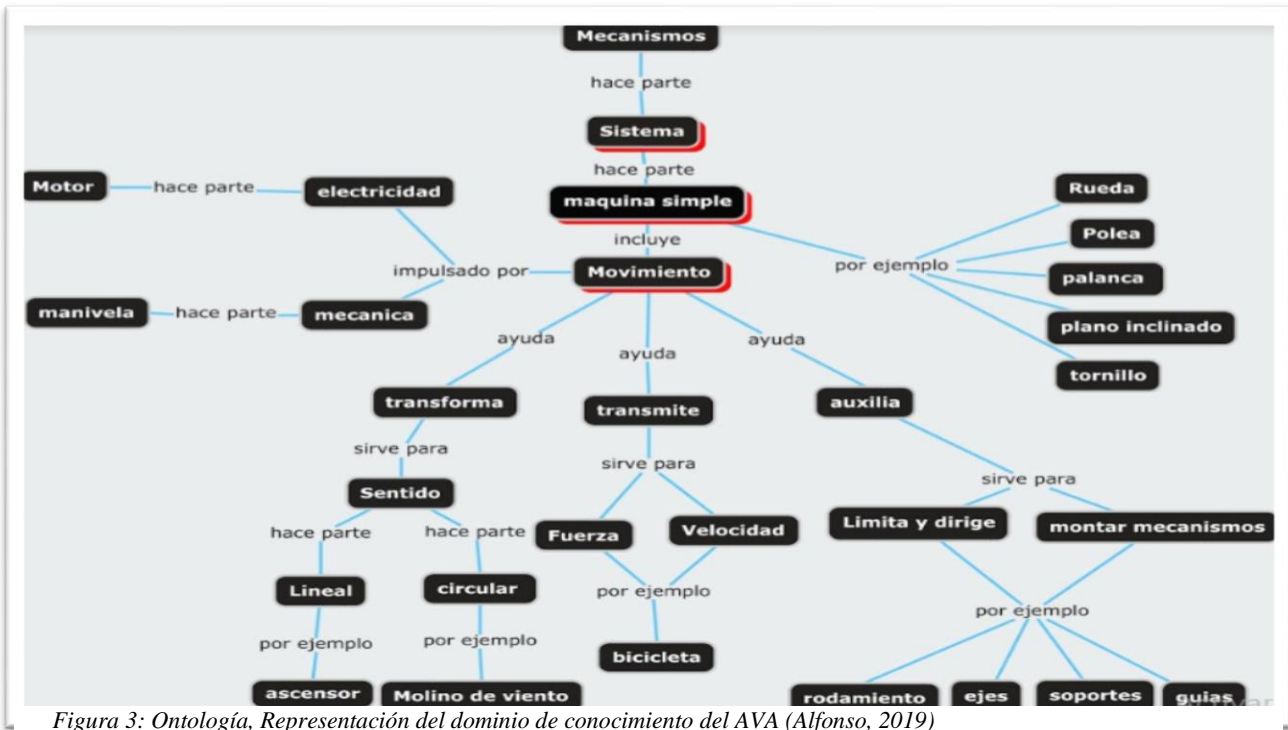 Mecanismos
hace parte
Sistema
hace parte
maquina simple
incluye
Movimiento
impulsado por
electricidad
hace parte
Motor
mecanica
hace parte
manivela
por ejemplo
Rueda
Polea
palanca
plano inclinado
tornillo
ayuda
ayuda
ayuda
transforma
transmite
auxilia
sirve para
sirve para
sirve para
Sentido
Fuerza
Velocidad
Limita y dirige
montar mecanismos
hace parte
hace parte
Lineal
circular
por ejemplo
por ejemplo
por ejemplo
por ejemplo
ascensor
Molino de viento
bicicleta
rodamiento
ejes
soportes
guias
Figura 3: Ontología, Representación del dominio de conocimiento del AVA (Alfonso, 2019)